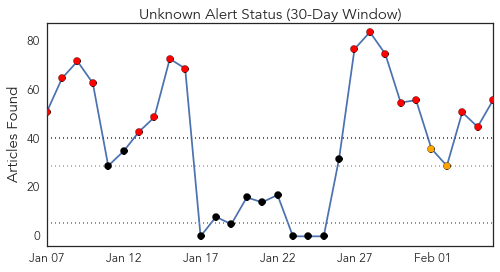 Unknown Alert Status (30-Day Window)
Articles Found
80
60
40
20
0
Jan 07 Jan 12 Jan 17 Jan 22 Jan 27 Feb 01